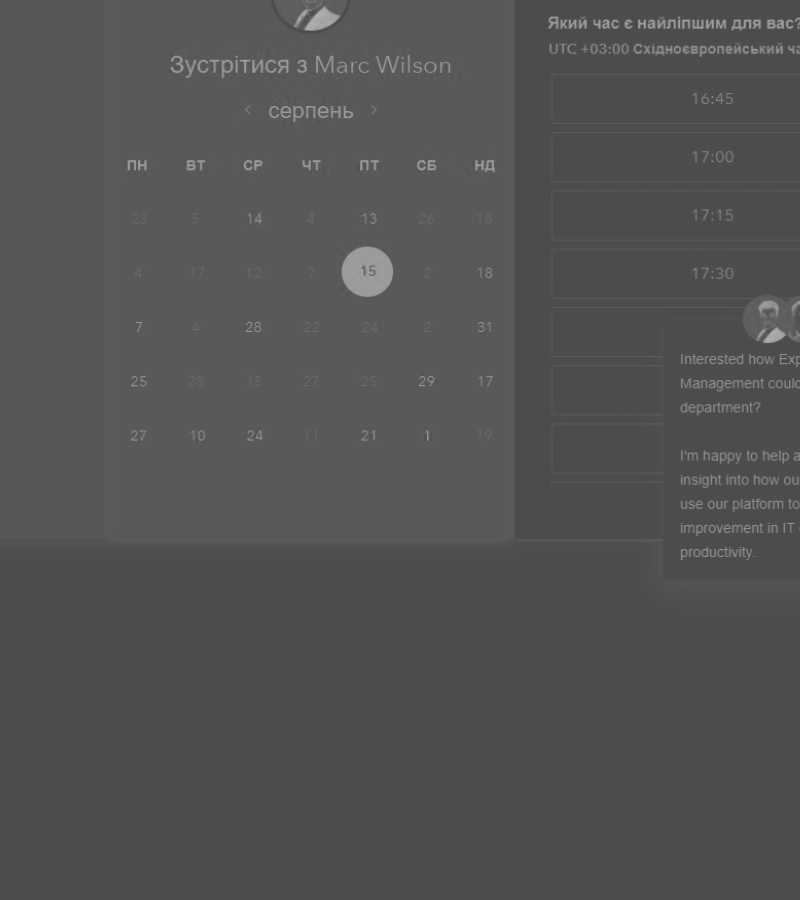 Зустрітися з Marc Wilson
серпень
ПН ВТ СР ЧТ ПТ СБ НД
23 5 14 4 13 26 18
4 17 12 7 15 2 18
7 4 28 22 24 2 31
25 28 15 27 25 29 17
27 10 24 11 21 1 19
Який час є найліпшим для вас?
UTC +03:00 Східноєвропейський ча
16:45
17:00
17:15
17:30
Interested how Exp
Management could
department?
I'm happy to help a
insight into how ou
use our platform to
improvement in IT
productivity.